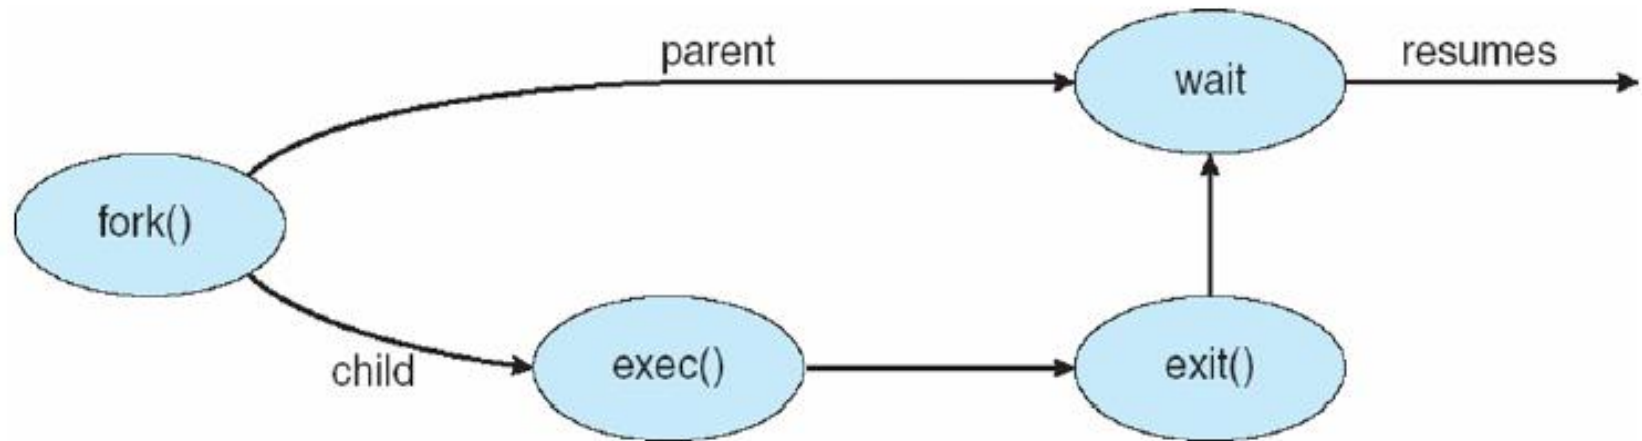 parent
wait
resumes
fork()
child
exec()
exit()